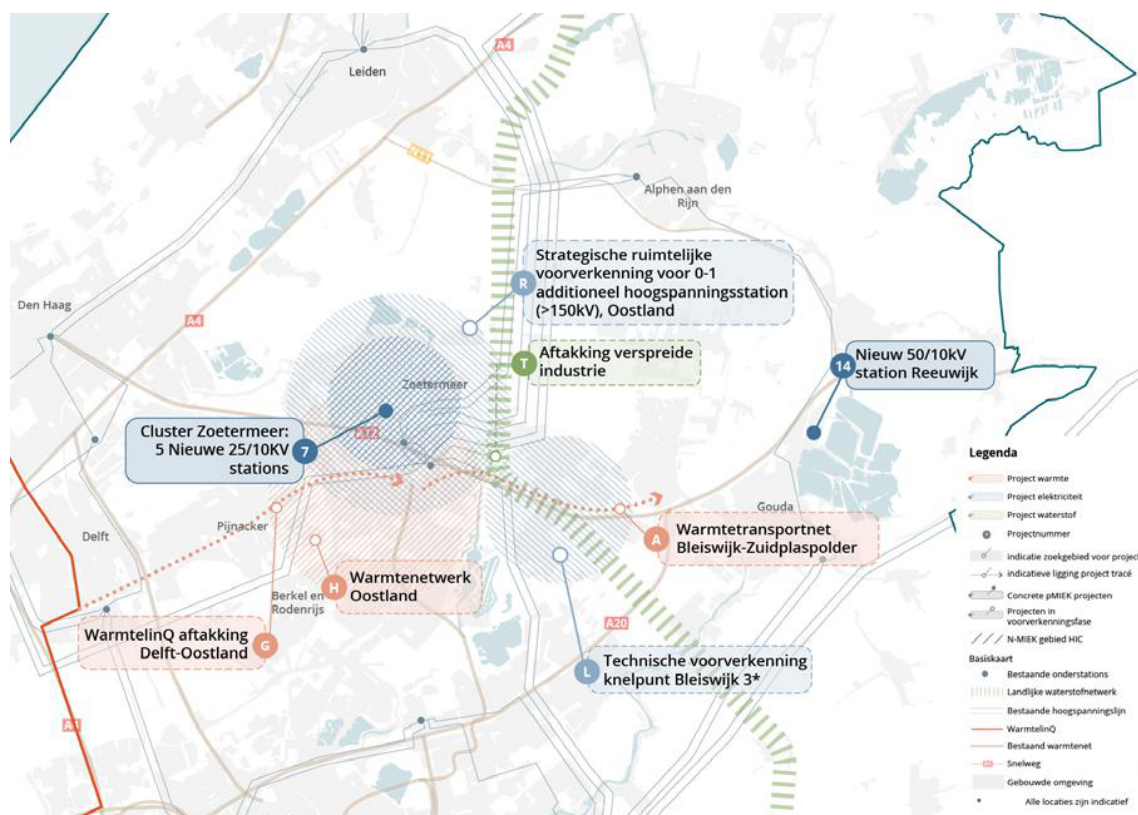 A4
Leiden
N11
Alphen aan den
Rijn
Strategische ruimtelijke
voorverkenning voor 0-1
additioneel hoogspanningsstation
(>150kV), Oostland
R
Den Haag
A4
Aftakking verspreide
industrie
T
Nieuw 50/10kV
station Reeuwijk
14
Zoetermeer
A12
Cluster Zoetermeer:
5 Nieuwe 25/10KV
stations
7
Gouda
Pijnacker
Delft
Warmtetransportnet
Bleiswijk-Zuidplaspolder
A
Warmtenetwerk
Oostland
H
Berkel en
Rodenrijs
WarmtelinQ aftakking
Delft-Oostland
G
A20
Technische voorverkenning
knelpunt Bleiswijk 3*
L
Legenda
Project warmte
Project elektriciteit
Project waterstof
Projectnummer
indicatie zoekgebied voor project
indicatieve ligging project tracé
Concrete pMIEK projecten
Projecten in
voorverkenningsfase
N-MIEK gebied HIC
Basiskaart
Bestaande onderstations
Landlijke waterstofnetwerk
Bestaande hoogspanningslijn
WarmtelinQ
Bestaand warmtenet
Snelweg
Gebouwde omgeving
Alle locaties zijn indicatief